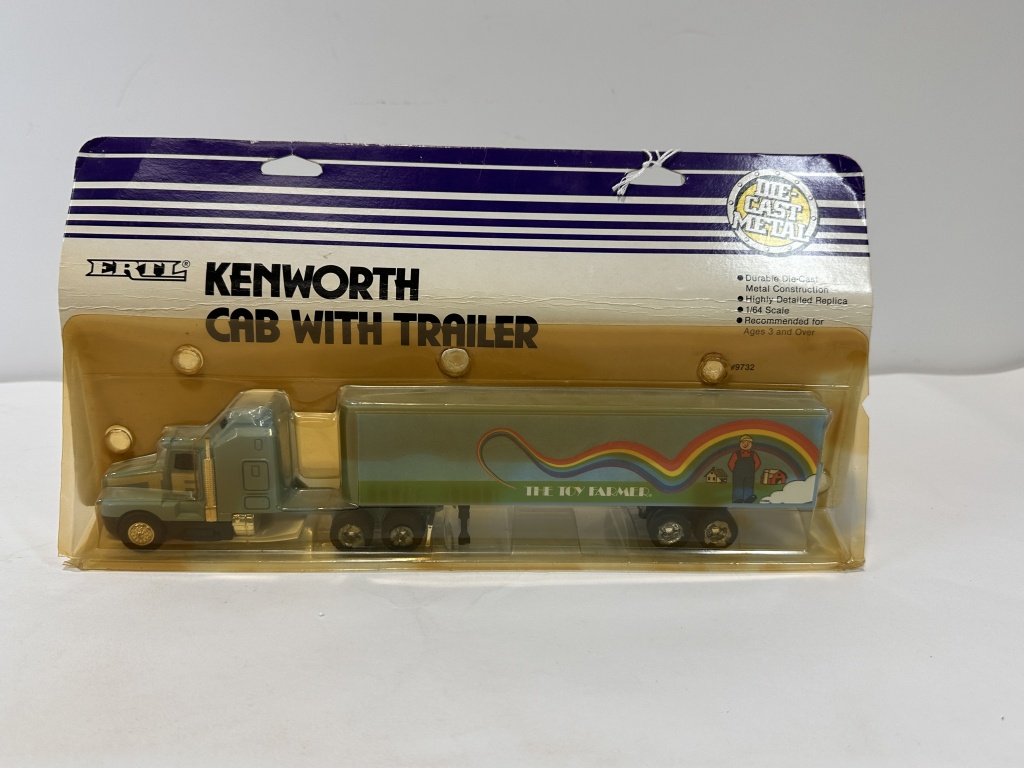 DIE-
CAST
METAL
ERTL®
KENWORTH
CAB WITH TRAILER
● Durable Die-Cast
Metal Construction
● Highly Detailed Replica
● 1/64 Scale
● Recommended for
Ages 3 and Over
#9732
THE TOY FARMER.